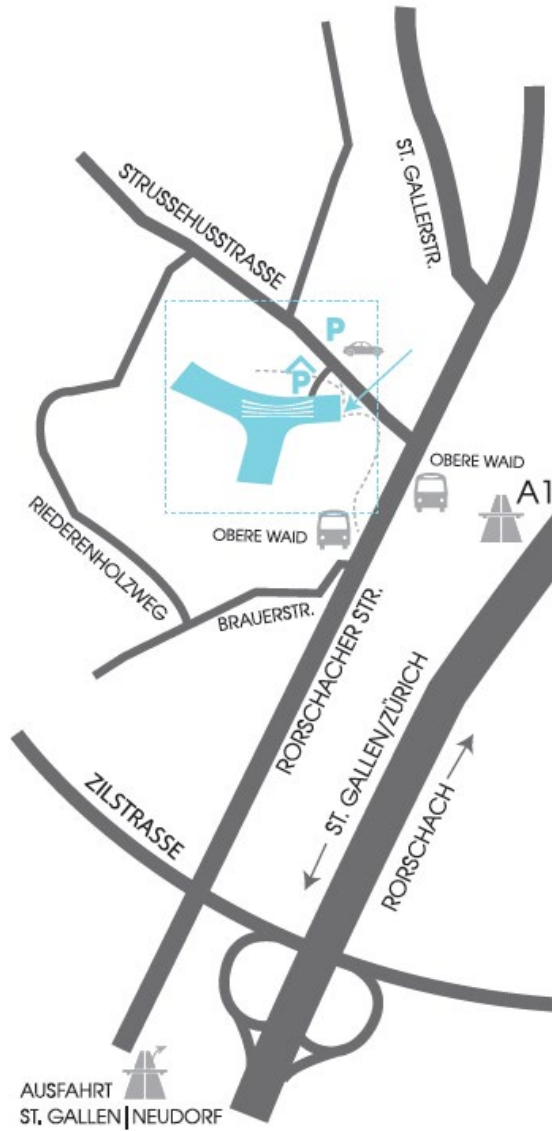 ST. GALLERSTR.
STRUSSEHUSSTRASSE
P
P
OBERE WAID
A1
OBERE WAID
RIEDERENHOLZWEG
BRAUERSTR.
RORSCHACHER STR.
ST. GALLEN/ZÜRICH
RORSCHACH
ZILSTRASSE
AUSFAHRT
ST. GALLEN|NEUDORF